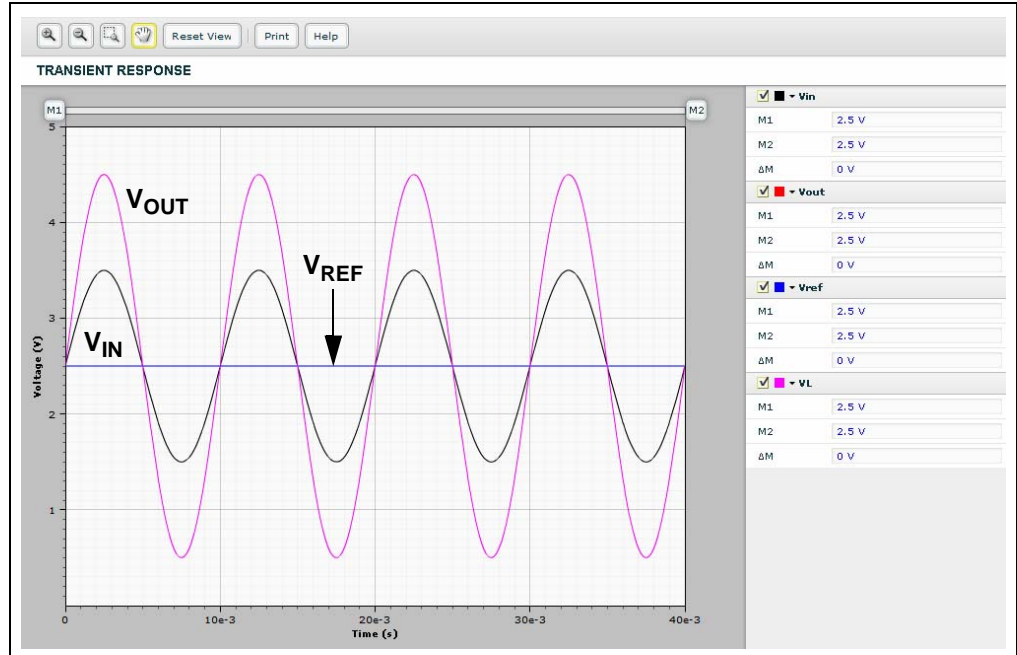 Reset View Print Help
TRANSIENT RESPONSE
M1
M2
5
4
3
2
1
Voltage (V)
VOUT
VREF
VIN
0 10e-3 20e-3 30e-3 40e-3
Time (s)
Vin
M1 2.5 V
M2 2.5 V
ΔM 0 V
Vout
M1 2.5 V
M2 2.5 V
ΔM 0 V
Vref
M1 2.5 V
M2 2.5 V
ΔM 0 V
VL
M1 2.5 V
M2 2.5 V
ΔM 0 V